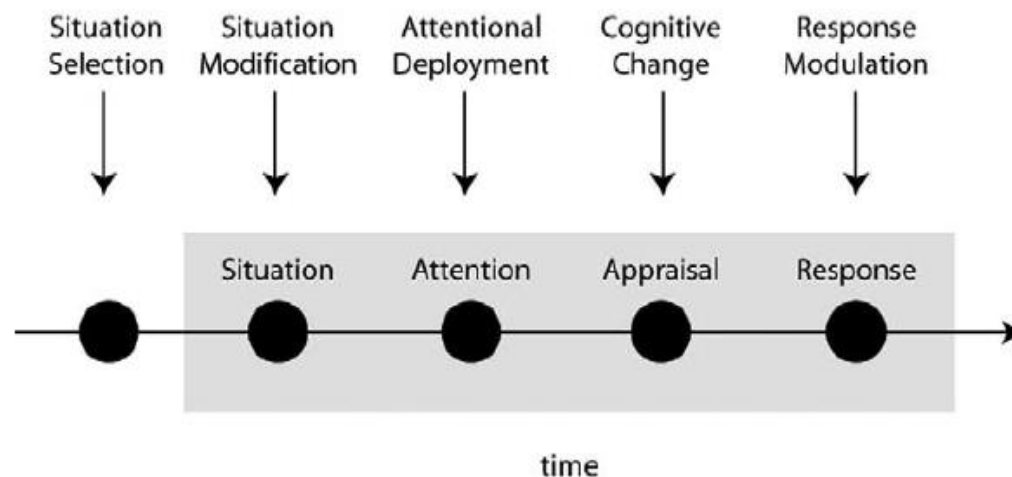 Situation
Selection
Situation
Modification
Attentional
Deployment
Cognitive
Change
Response
Modulation
Situation
Attention
Appraisal
Response
time